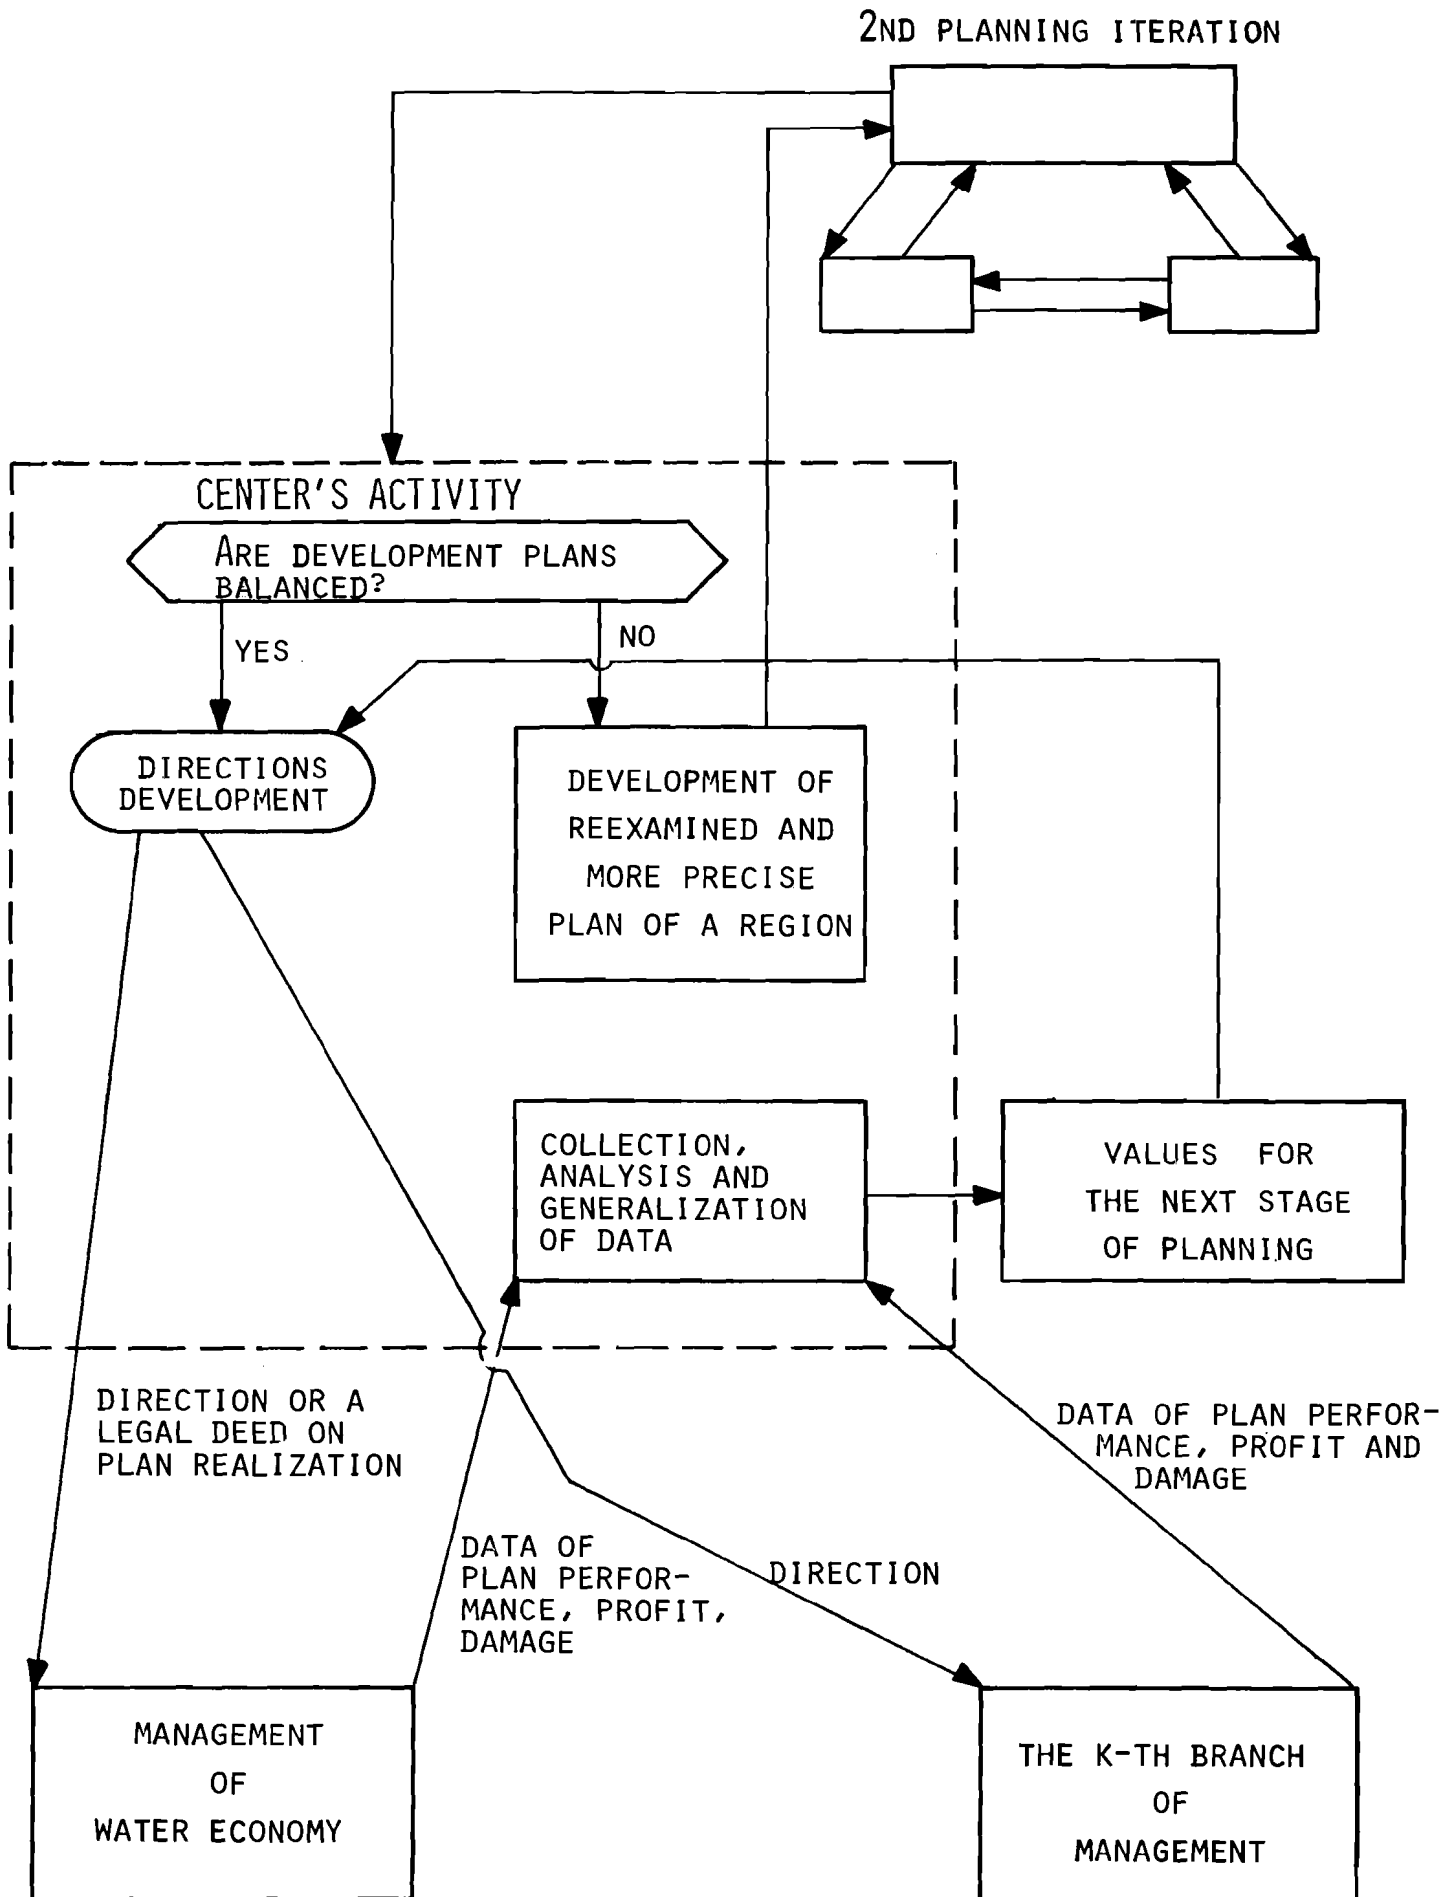 2ND PLANNING ITERATION
CENTER'S ACTIVITY
ARE DEVELOPMENT PLANS
BALANCED?
YES
NO
DIRECTIONS
DEVELOPMENT
DEVELOPMENT OF
REEXAMINED AND
MORE PRECISE
PLAN OF A REGION
COLLECTION,
ANALYSIS AND
GENERALIZATION
OF DATA
VALUES FOR
THE NEXT STAGE
OF PLANNING
DIRECTION OR A
LEGAL DEED ON
PLAN REALIZATION
DATA OF PLAN PERFOR-
MANCE, PROFIT AND
DAMAGE
DATA OF
PLAN PERFOR-
MANCE, PROFIT,
DAMAGE
DIRECTION
MANAGEMENT
OF
WATER ECONOMY
THE K-TH BRANCH
OF
MANAGEMENT